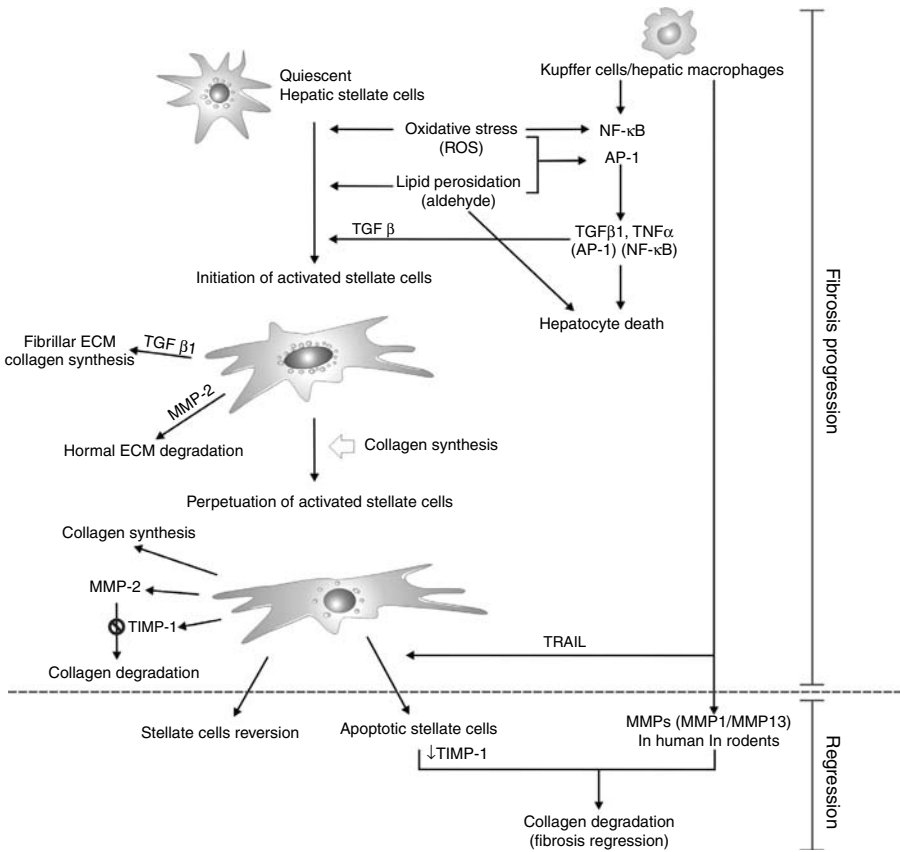 Kupffer cells/hepatic macrophages
Quiescent
Hepatic stellate cells
Oxidative stress
(ROS)
NF-κB
AP-1
Lipid perosidation
(aldehyde)
TGF β
TGFβ1, TNFα
(AP-1) (NF-κB)
Initiation of activated stellate cells
Hepatocyte death
Fibrosis progression
Fibrillar ECM
collagen synthesis
TGF β1
MMP-2
Hormal ECM degradation
Collagen synthesis
Perpetuation of activated stellate cells
Collagen synthesis
MMP-2
TIMP-1
Collagen degradation
TRAIL
Stellate cells reversion
Apoptotic stellate cells
↓TIMP-1
MMPs (MMP1/MMP13)
In human In rodents
Regression
Collagen degradation
(fibrosis regression)